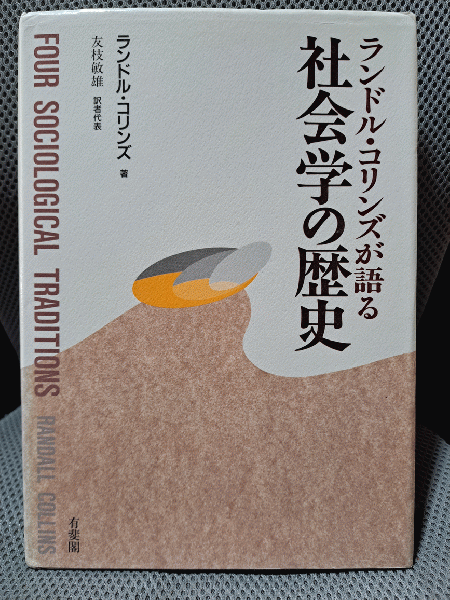 ランドル・コリンズが語る
社会学の歴史
ランドル・コリンズ 著
友枝敏雄 訳者代表
FOUR SOCIOLOGICAL TRADITIONS RANDALL COLLINS
有斐閣